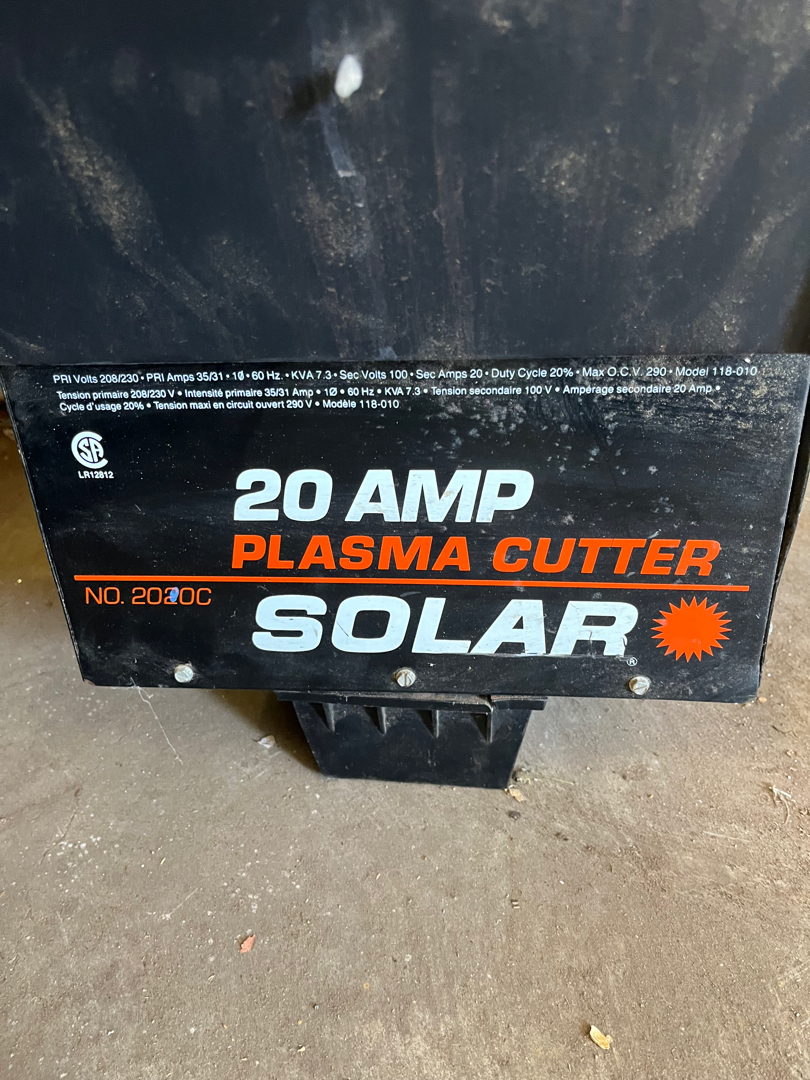 PRI Volts 208/230 • PRI Amps 35/31 • 1Ø • 60 Hz. • KVA 7.3 • Sec Volts 100 • Sec Amps 20 • Duty Cycle 20% • Max O.C.V. 290 • Model 118-010
Tension primaire 208/230 V • Intensité primaire 35/31 Amp • 1Ø • 60 Hz • KVA 7.3 • Tension secondaire 100 V • Ampérage secondaire 20 Amp •
Cycle d'usage 20% • Tension maxi en circuit ouvert 290 V • Modèle 118-010
CSA
LR12812
20 AMP
PLASMA CUTTER
NO. 2020C
SOLAR®